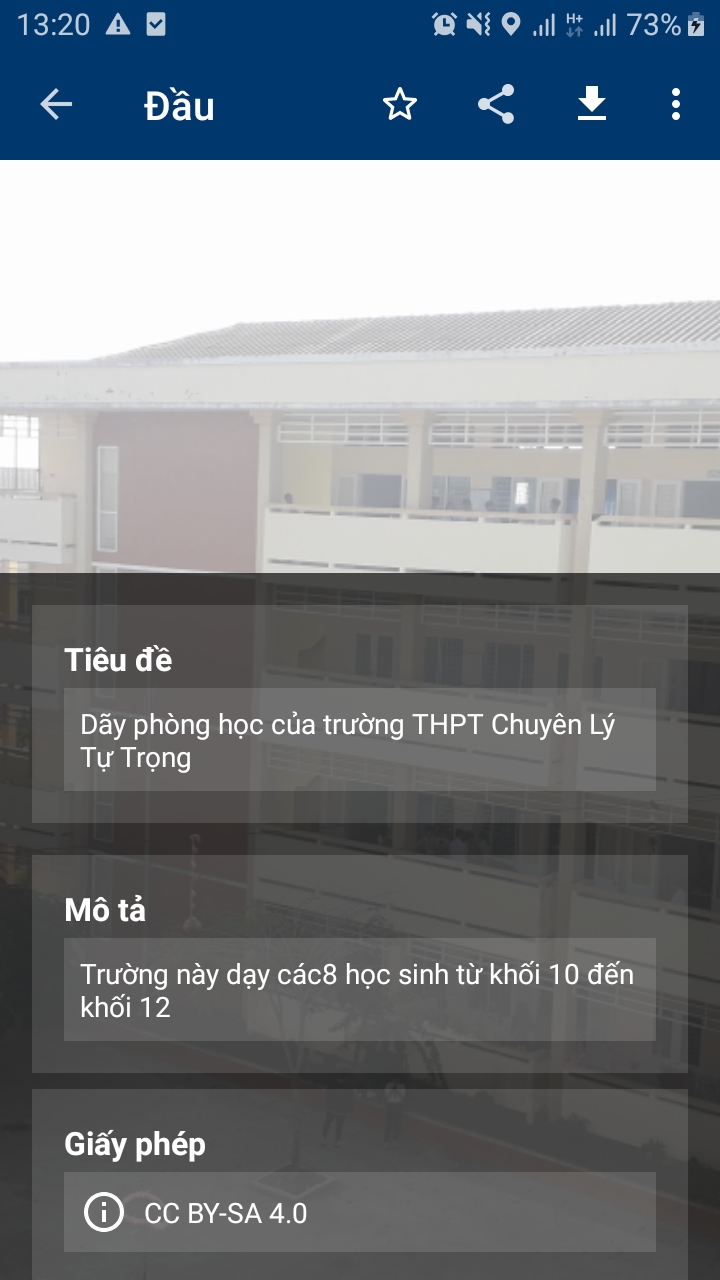 13:20
H+
73%
Đầu
Tiêu đề
Dãy phòng học của trường THPT Chuyên Lý
Tự Trọng
Mô tả
Trường này dạy các8 học sinh từ khối 10 đến
khối 12
Giấy phép
CC BY-SA 4.0